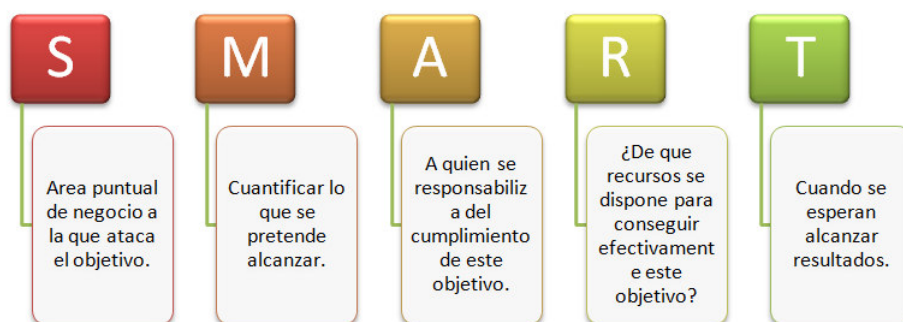 S
M
A
R
T
Area puntual
de negocio a
la que ataca
el objetivo.
Cuantificar lo
que se
pretende
alcanzar.
A quien se
responsabiliz
a del
cumplimiento
de este
objetivo.
¿De que
recursos se
dispone para
conseguir
efectivament
e este
objetivo?
Cuando se
esperan
alcanzar
resultados.